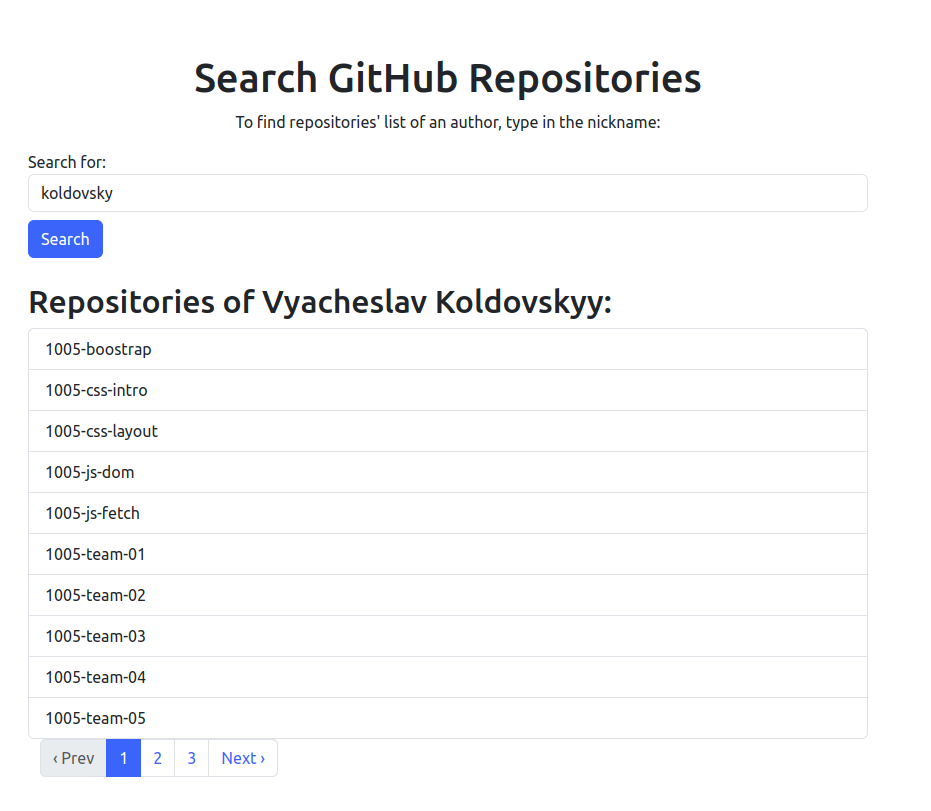 Search GitHub Repositories
To find repositories' list of an author, type in the nickname:
Search for:
koldovsky
Search
Repositories of Vyacheslav Koldovskyy:
1005-boostrap
1005-css-intro
1005-css-layout
1005-js-dom
1005-js-fetch
1005-team-01
1005-team-02
1005-team-03
1005-team-04
1005-team-05
‹ Prev 1 2 3 Next ›